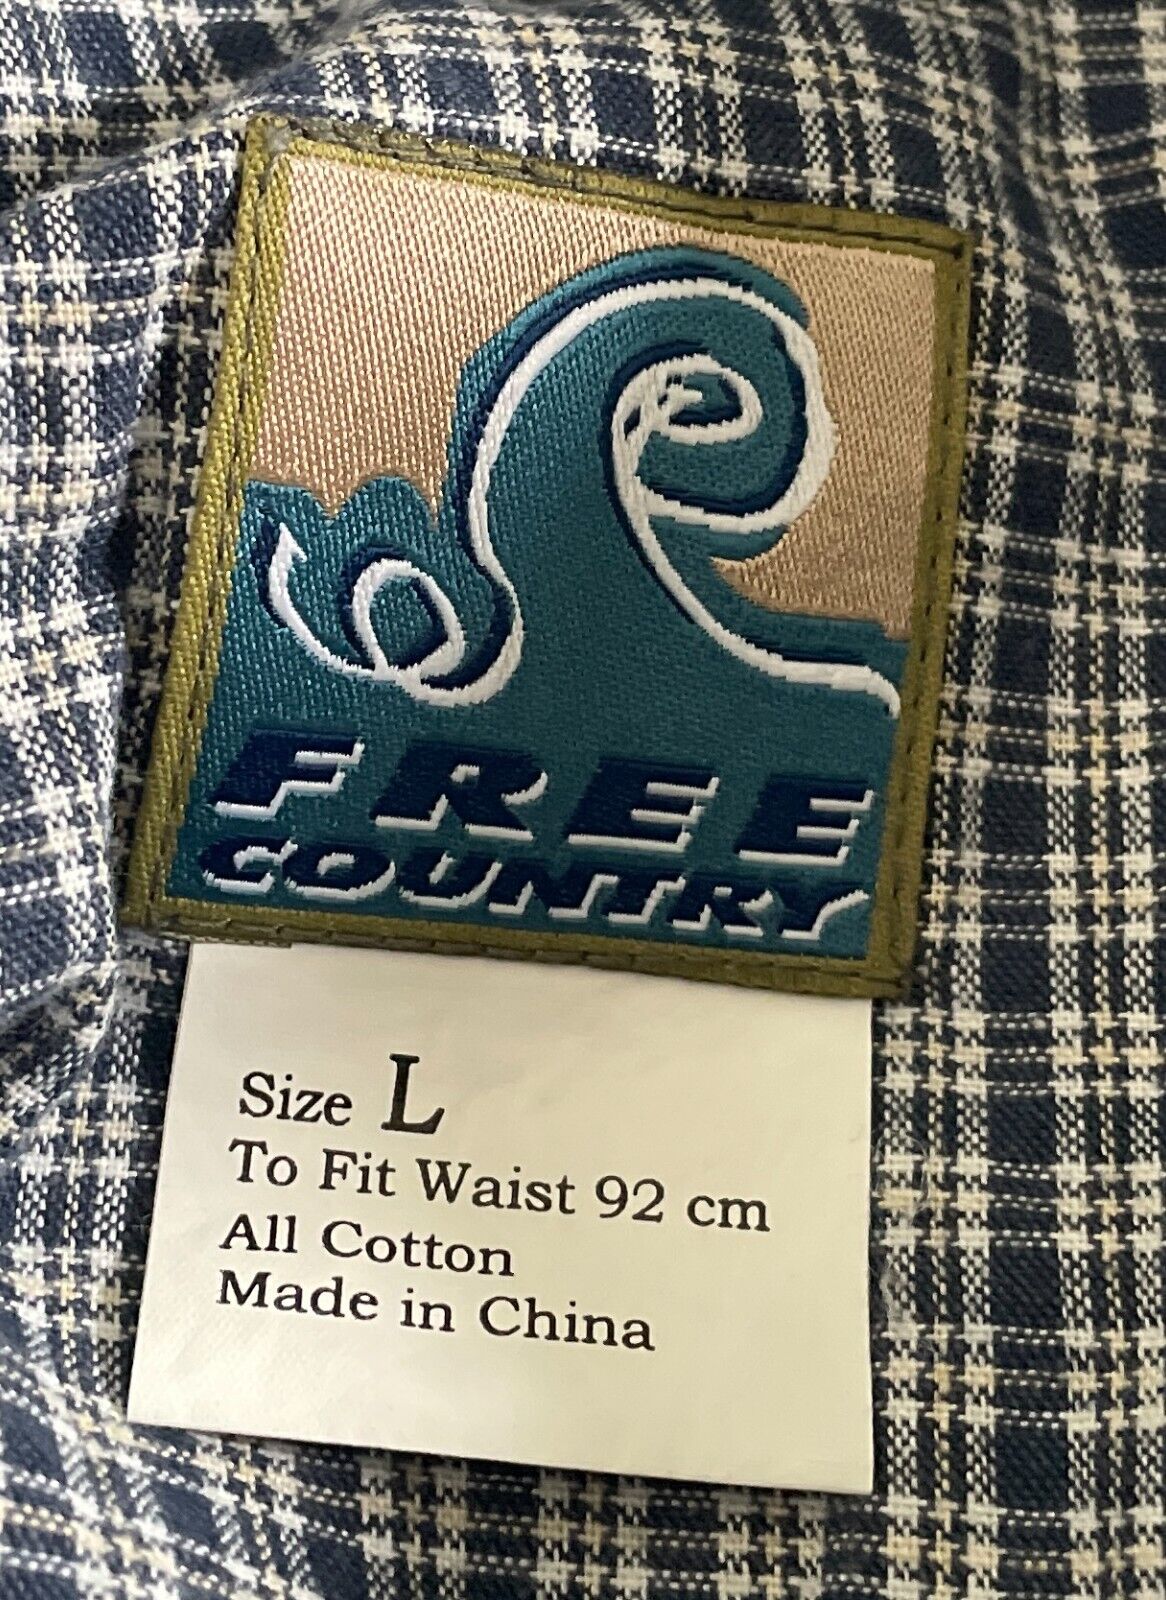 FREE
COUNTRY
Size L
To Fit Waist 92 cm
All Cotton
Made in China